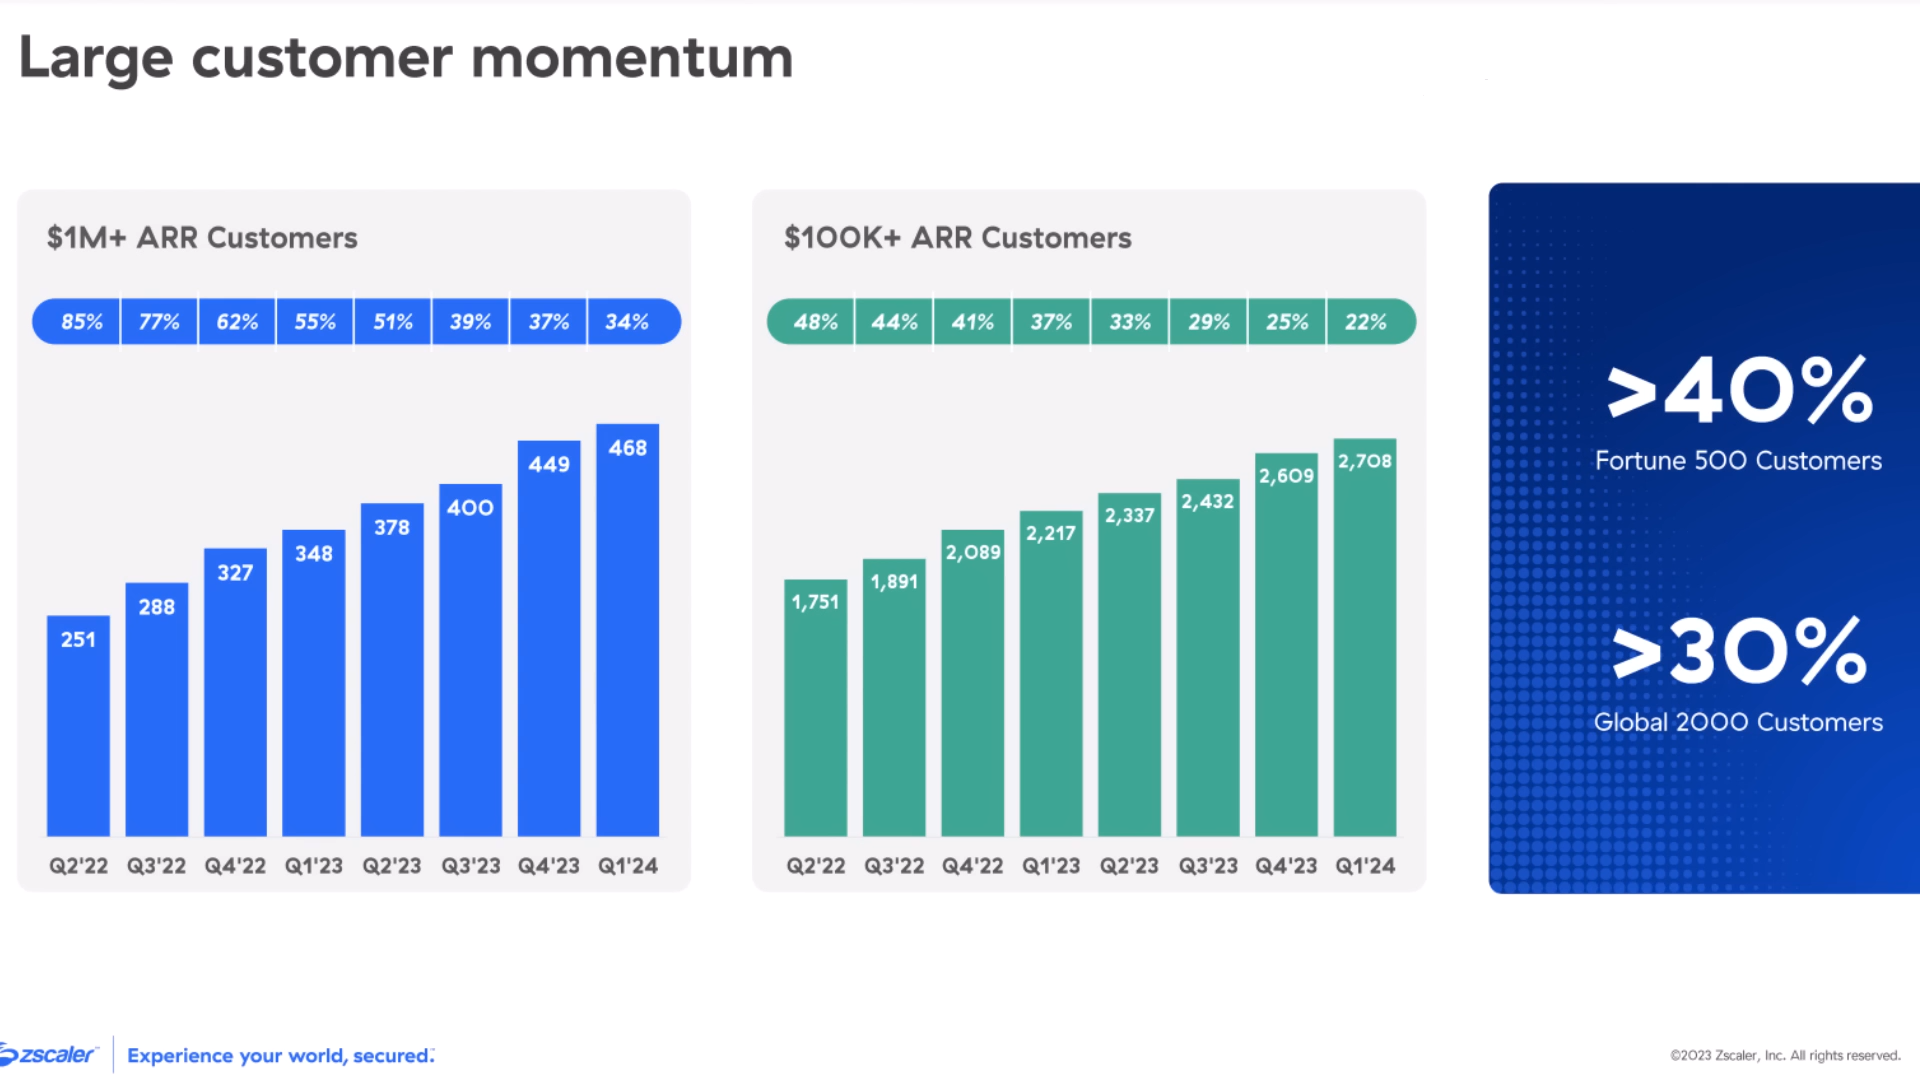 Large customer momentum
$1M+ ARR Customers
85% 77% 62% 55% 51% 39% 37% 34%
251 288 327 348 378 400 449 468
Q2'22 Q3'22 Q4'22 Q1'23 Q2'23 Q3'23 Q4'23 Q1'24
$100K+ ARR Customers
48% 44% 41% 37% 33% 29% 25% 22%
1,751 1,891 2,089 2,217 2,337 2,432 2,609 2,708
Q2'22 Q3'22 Q4'22 Q1'23 Q2'23 Q3'23 Q4'23 Q1'24
>40%
Fortune 500 Customers
>30%
Global 2000 Customers
zscaler™ Experience your world, secured.™
©2023 Zscaler, Inc. All rights reserved.